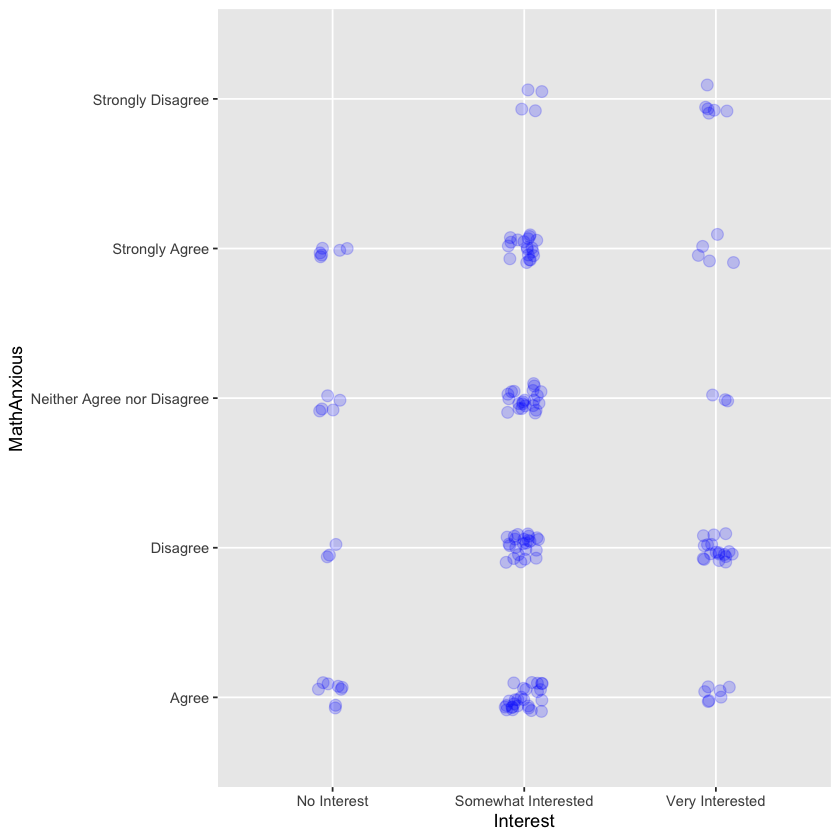 MathAnxious
Strongly Disagree
Strongly Agree
Neither Agree nor Disagree
Disagree
Agree
No Interest
Somewhat Interested
Very Interested
Interest